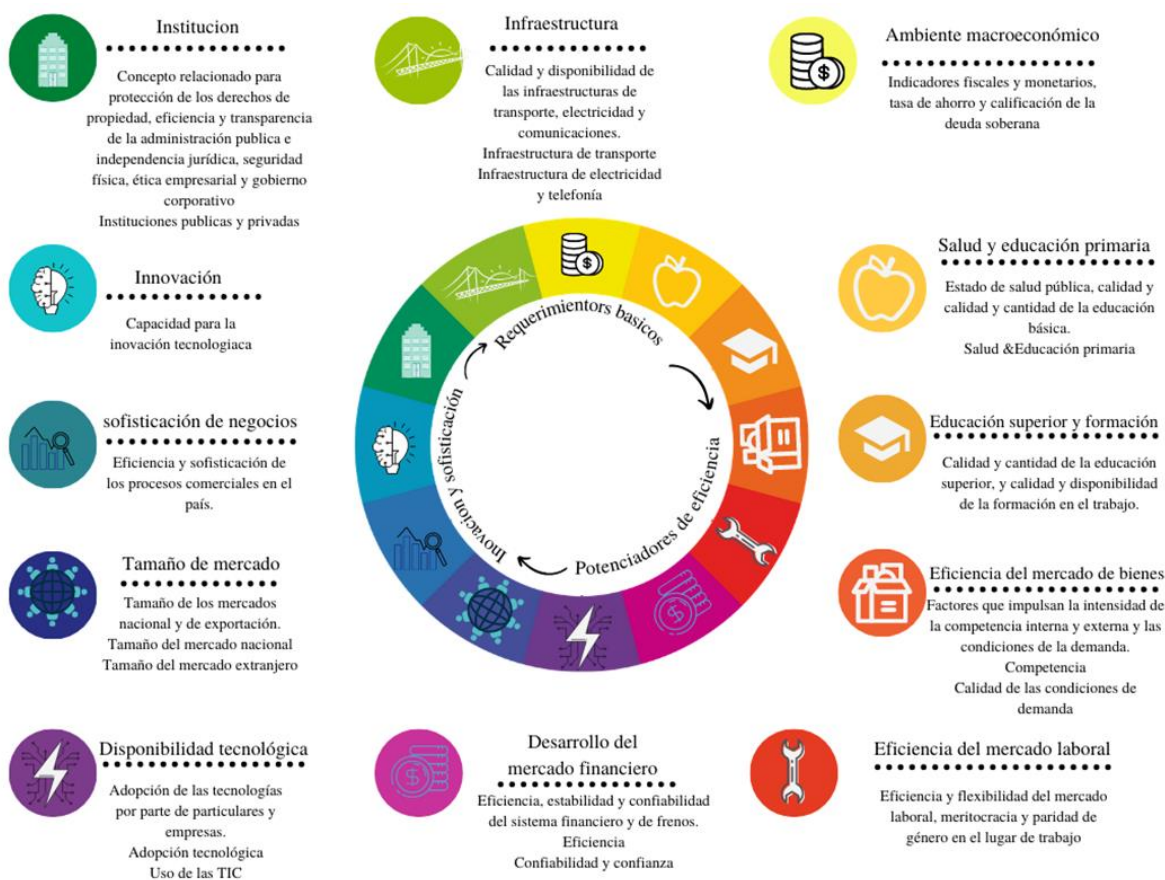 Institucion
Concepto relacionado para
protección de los derechos de
propiedad, eficiencia y transparencia
de la administración publica e
independencia jurídica, seguridad
física, ética empresarial y gobierno
corporativo
Instituciones publicas y privadas
Infraestructura
Calidad y disponibilidad de
las infraestructuras de
transporte, electricidad y
comunicaciones.
Infraestructura de transporte
Infraestructura de electricidad
y telefonía
Ambiente macroeconómico
Indicadores fiscales y monetarios,
tasa de ahorro y calificación de la
deuda soberana
Innovación
Capacidad para la
inovación tecnologiaca
Salud y educación primaria
Estado de salud pública, calidad y
calidad y cantidad de la educación
básica.
Salud &Educación primaria
Requerimientors basicos
Potenciadores de eficiencia
Inovacion y sofisticación
sofisticación de negocios
Eficiencia y sofisticación de
los procesos comerciales en el
país.
Educación superior y formación
Calidad y cantidad de la educación
superior, y calidad y disponibilidad
de la formación en el trabajo.
Tamaño de mercado
Tamaño de los mercados
nacional y de exportación.
Tamaño del mercado nacional
Tamaño del mercado extranjero
Eficiencia del mercado de bienes
Factores que impulsan la intensidad de
la competencia interna y externa y las
condiciones de la demanda.
Competencia
Calidad de las condiciones de
demanda
Disponibilidad tecnológica
Adopción de las tecnologías
por parte de particulares y
empresas.
Adopción tecnológica
Uso de las TIC
Desarrollo del
mercado financiero
Eficiencia, estabilidad y confiabilidad
del sistema financiero y de frenos.
Eficiencia
Confiabilidad y confianza
Eficiencia del mercado laboral
Eficiencia y flexibilidad del mercado
laboral, meritocracia y paridad de
género en el lugar de trabajo